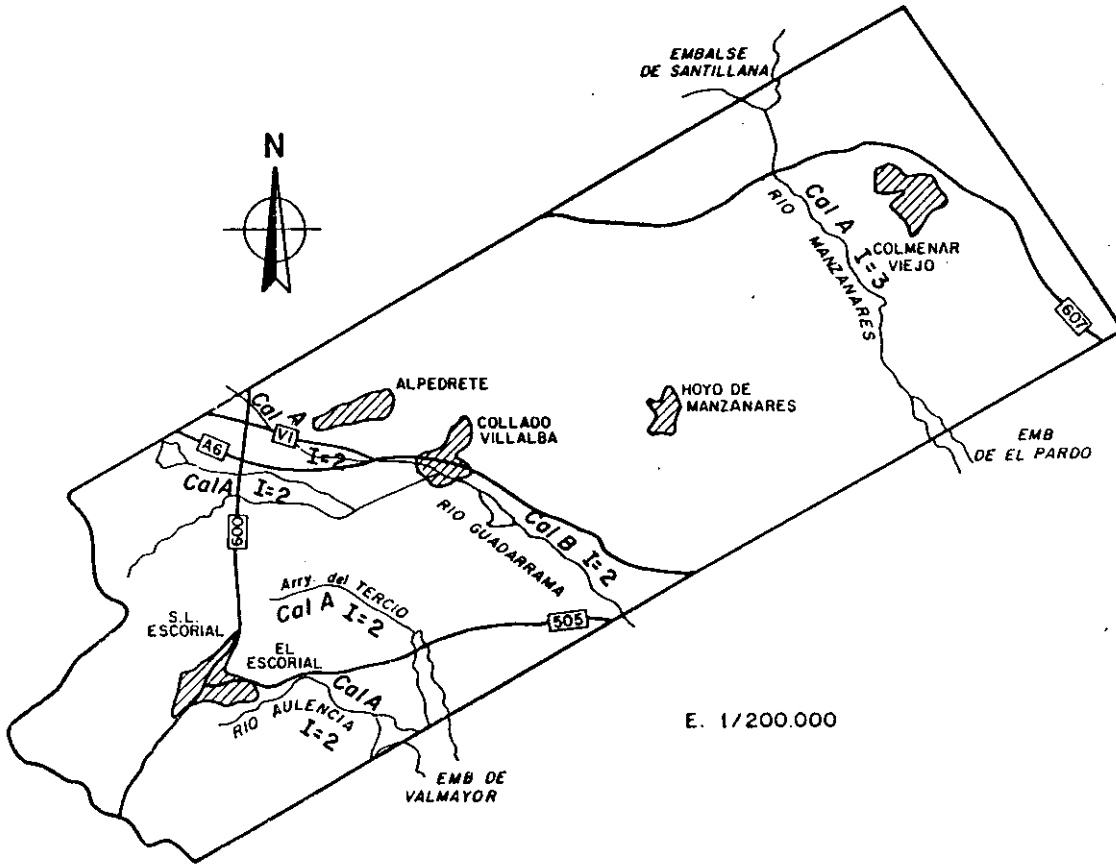 EMBALSE
DE SANTILLANA
N
Cal A I=3
RIO MANZANARES
COLMENAR
VIEJO
607
ALPEDRETE
HOYO DE
MANZANARES
COLLADO
VILLALBA
Cal A I=2
VI
A6
EMB
DE EL PARDO
Cal A I=2
600
RIO GUADARRAMA
Cal B I=2
Arry. del TERCIO
Cal A I=2
S.L.
ESCORIAL
505
EL
ESCORIAL
Cal A
I=2
RIO AULENCIA
E. 1/200.000
EMB DE
VALMAYOR